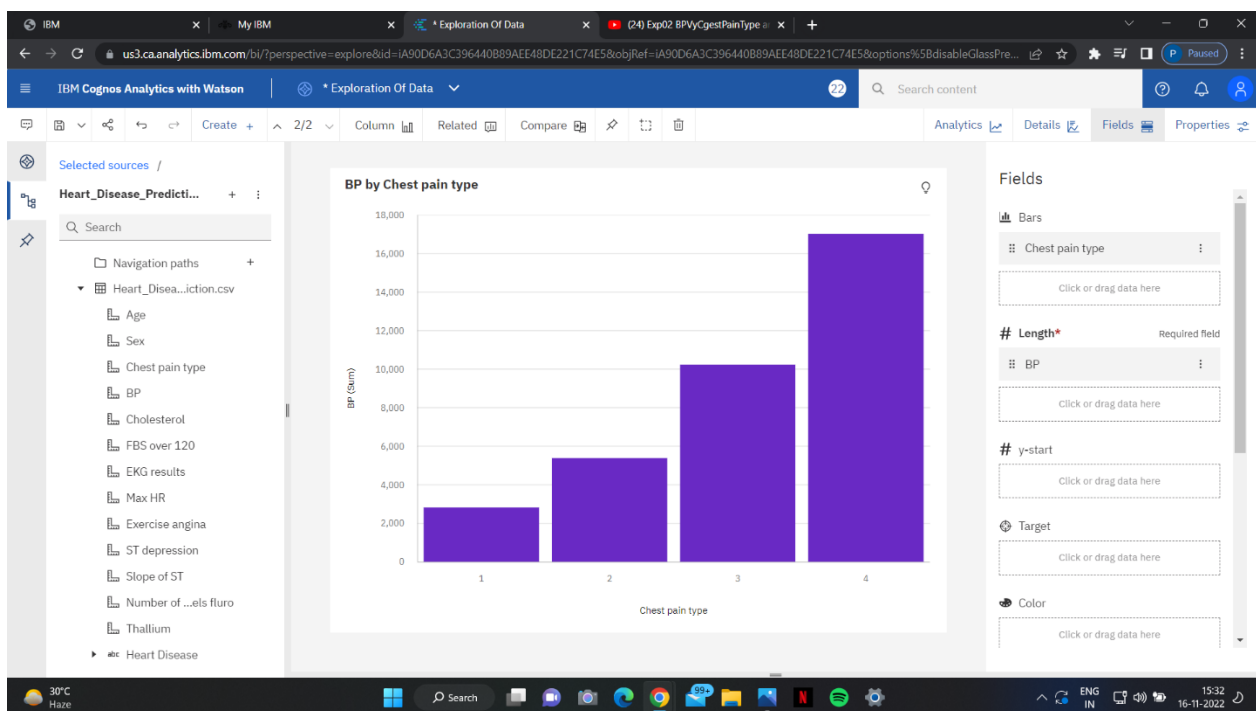 IBM
My IBM
* Exploration Of Data
(24) Exp02 BPVyCgestPainType a
us3.ca.analytics.ibm.com/bi/?perspective=explore&id=iA90D6A3C396440B89AEE48DE221C74E5&objRef=iA90D6A3C396440B89AEE48DE221C74E5&options%5BdisableGlassPre...
P Paused
IBM Cognos Analytics with Watson
* Exploration Of Data
22
Search content
Create +
2/2
Column
Related
Compare
Analytics
Details
Fields
Properties
Selected sources /
Heart_Disease_Predicti...
Search
Navigation paths
Heart_Disea...iction.csv
Age
Sex
Chest pain type
BP
Cholesterol
FBS over 120
EKG results
Max HR
Exercise angina
ST depression
Slope of ST
Number of ...els fluro
Thallium
abc Heart Disease
BP by Chest pain type
18,000
16,000
14,000
12,000
10,000
8,000
6,000
4,000
2,000
0
BP (Sum)
1 2 3 4
Chest pain type
Fields
Bars
Chest pain type
Click or drag data here
# Length* Required field
BP
Click or drag data here
# y-start
Click or drag data here
Target
Click or drag data here
Color
Click or drag data here
30°C
Haze
Search
99+
N
ENG
IN
15:32
16-11-2022